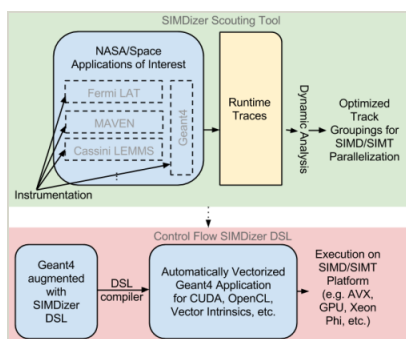 SIMDizer Scouting Tool
NASA/Space
Applications of Interest
Fermi LAT
MAVEN
Cassini LEMMS
Geant4
Instrumentation
Runtime
Traces
Dynamic
Analysis
Optimized
Track
Groupings for
SIMD/SIMT
Parallelization
Control Flow SIMDizer DSL
Geant4
augmented
with
SIMDizer
DSL
DSL
compiler
Automatically Vectorized
Geant4 Application
for CUDA, OpenCL,
Vector Intrinsics, etc.
Execution on
SIMD/SIMT
Platform
(e.g. AVX,
GPU, Xeon
Phi, etc.)